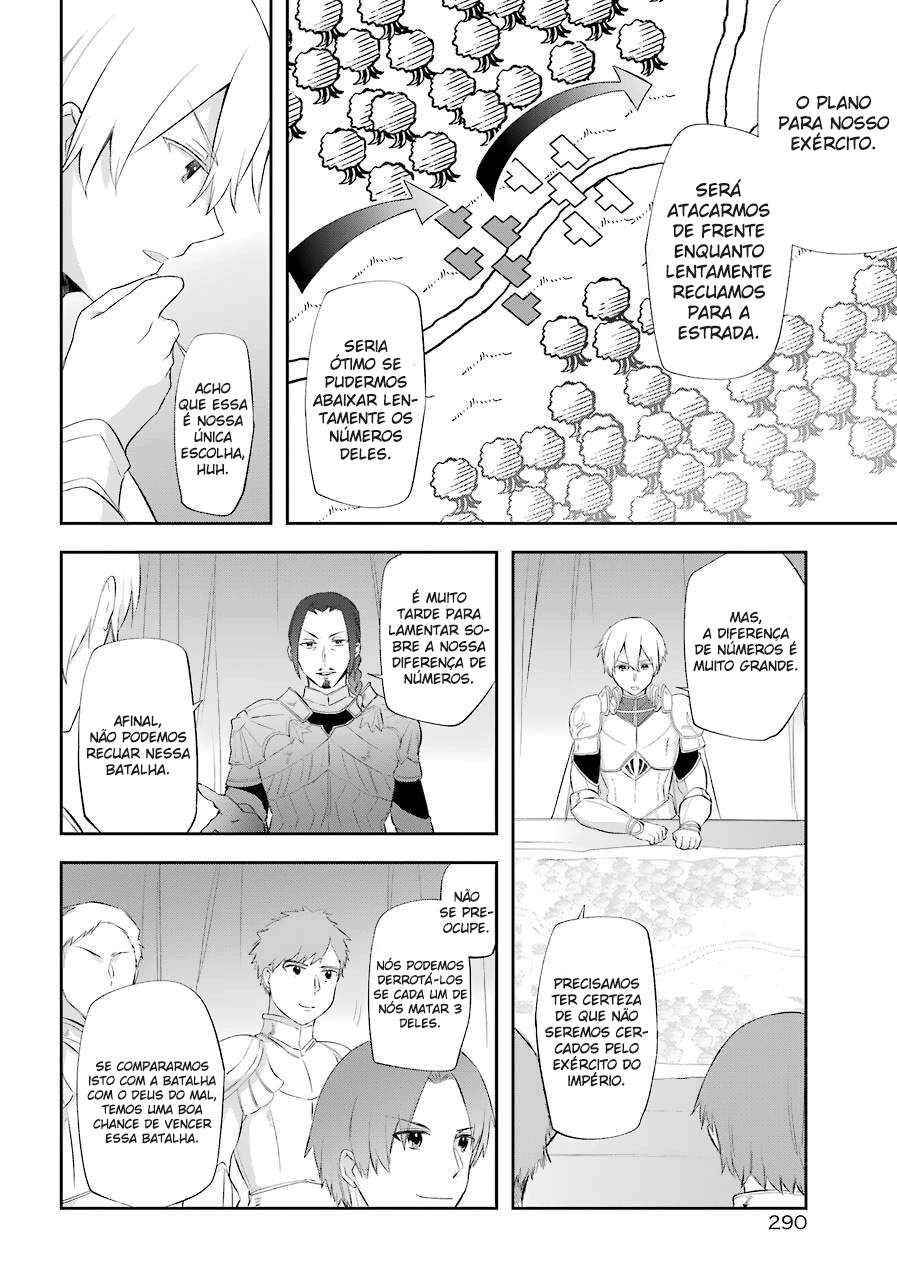 O PLANO
PARA NOSSO
EXÉRCITO.
SERÁ
ATACARMOS
DE FRENTE
ENQUANTO
LENTAMENTE
RECUAMOS
PARA A
ESTRADA.
SERIA
ÓTIMO SE
PUDERMOS
ABAIXAR LEN-
TAMENTE OS
NÚMEROS
DELES.
ACHO
QUE ESSA
É NOSSA
ÚNICA
ESCOLHA,
HUH.
MAS,
A DIFERENÇA
DE NÚMEROS É
MUITO GRANDE.
PRECISAMOS
TER CERTEZA
DE QUE NÃO
SEREMOS CER-
CADOS PELO
EXÉRCITO DO
IMPÉRIO.
É MUITO
TARDE PARA
LAMENTAR SO-
BRE A NOSSA
DIFERENÇA DE
NÚMEROS.
AFINAL,
NÃO PODEMOS
RECUAR NESSA
BATALHA.
NÃO
SE PRE-
OCUPE.
NÓS PODEMOS
DERROTÁ-LOS
SE CADA UM DE
NÓS MATAR 3
DELES.
SE COMPARARMOS
ISTO COM A BATALHA
COM O DEUS DO MAL,
TEMOS UMA BOA
CHANCE DE VENCER
ESSA BATALHA.
290